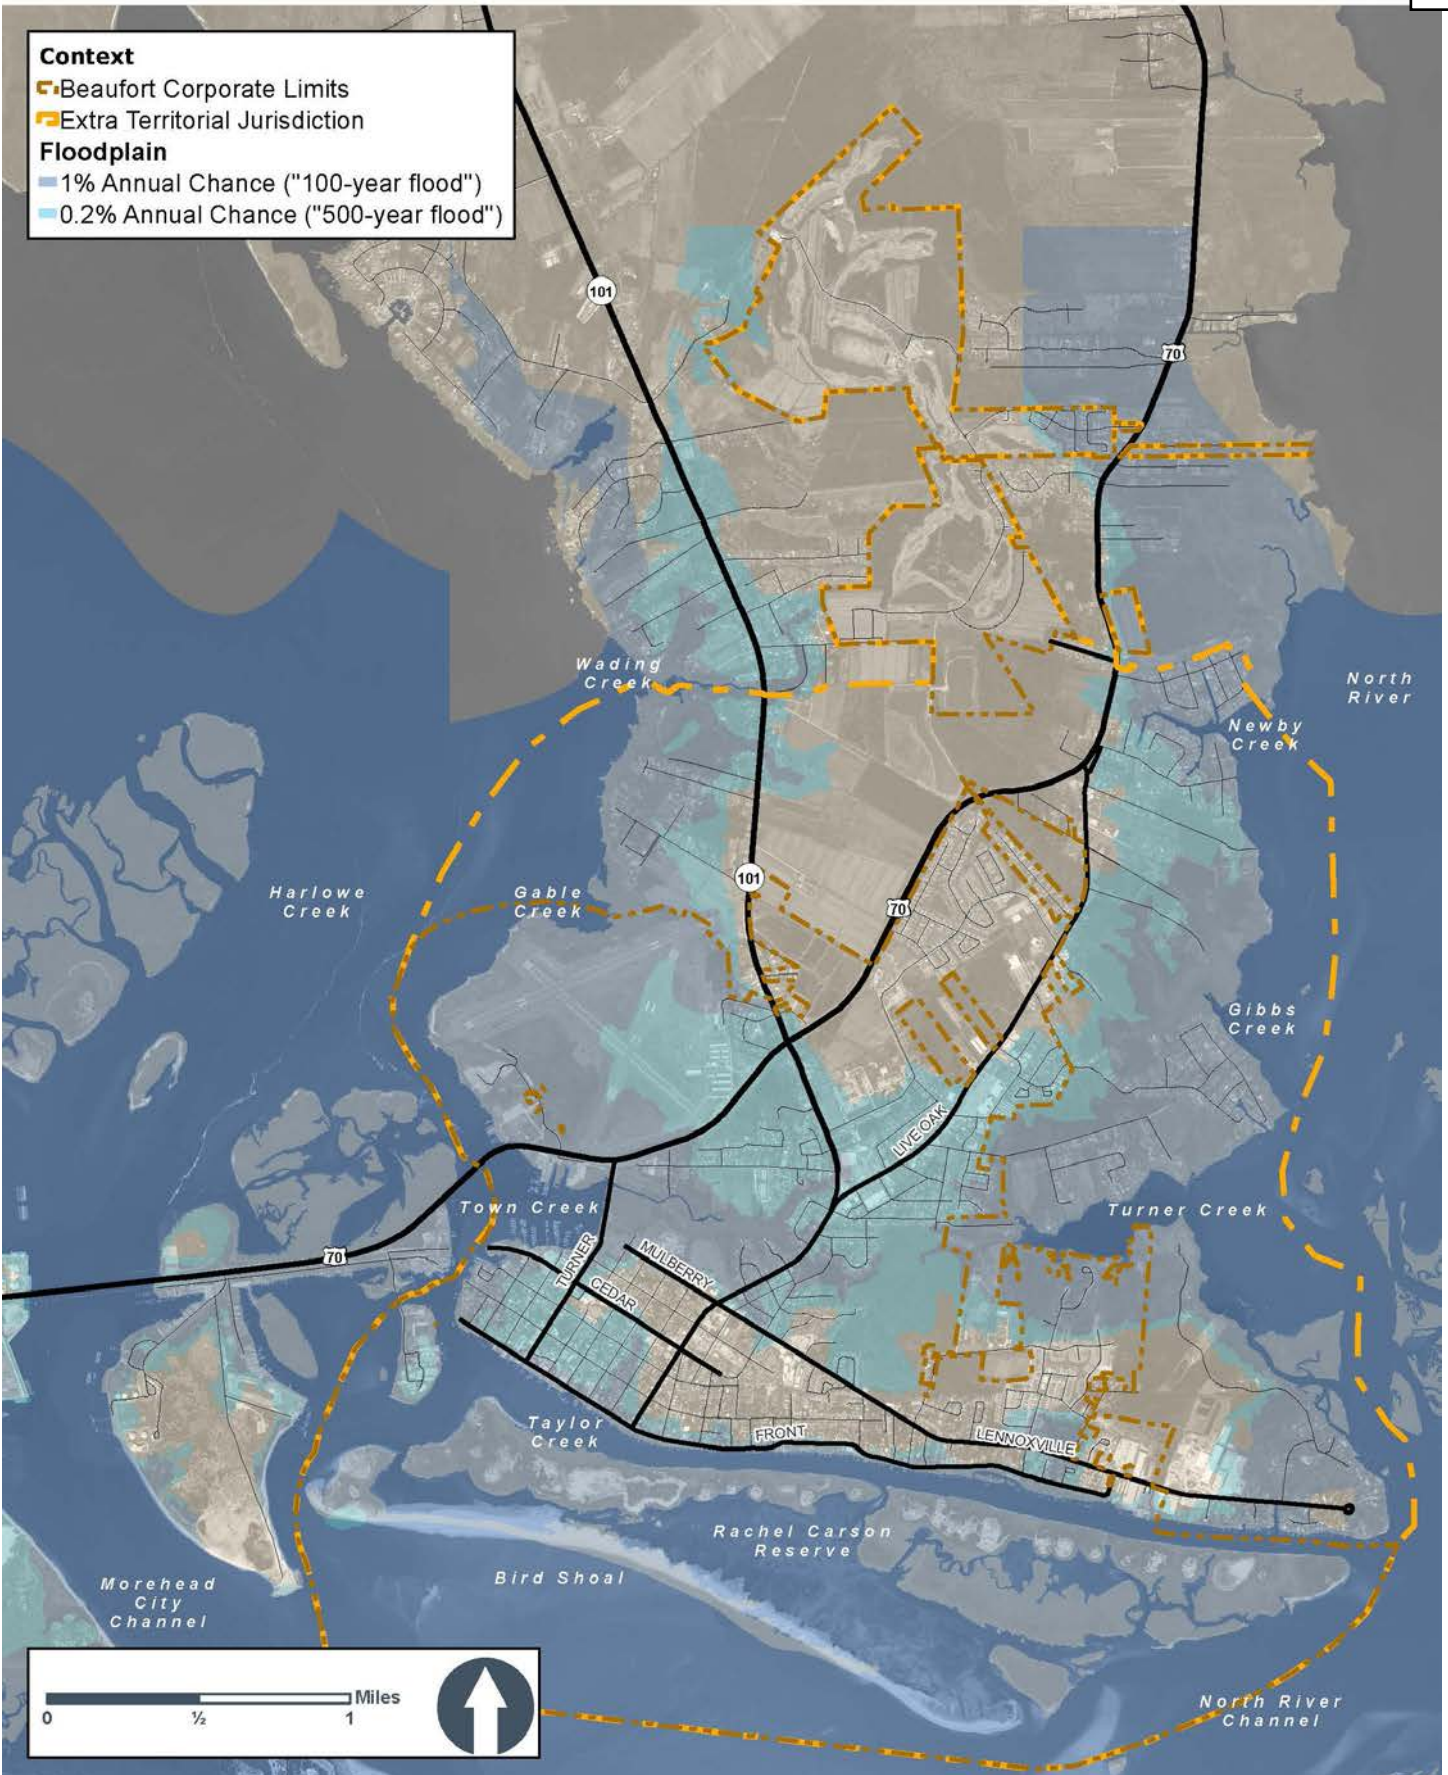 Context
Beaufort Corporate Limits
Extra Territorial Jurisdiction
Floodplain
1% Annual Chance ("100-year flood")
0.2% Annual Chance ("500-year flood")
101
70
Wading
Creek
North
River
Newby
Creek
101
Harlowe
Creek
Gable
Creek
70
Gibbs
Creek
LIVE OAK
Town Creek
Turner Creek
70
TURNER
MULBERRY
CEDAR
Taylor
Creek
FRONT
LENNOXVILLE
Rachel Carson
Reserve
Bird Shoal
Morehead
City
Channel
North River
Channel
Miles
0 ½ 1